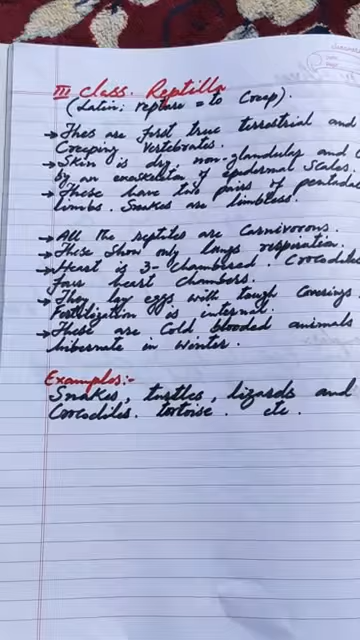 III Class. Reptilla
(Latin; repture = to Creep).
→ Thes are first true terrestrial and
Creeping Vertebrates.
→ Skin is dry, non-glandular and
by an exoskeleton of epidermal Scales.
→ These have two pairs of pentada
limbs. Snakes are limbless.
→ All the reptiles are Carnivorous.
→ These Show only lungs respiration.
→ Heart is 3- chambered. Crocodiles
four heart chambers.
→ They lay eggs with tough Coverings
fertilization is internal.
→ These are Cold blooded animals
hibernate in winter.
Examples:-
Snakes, turtles, lizards and
Crocodiles. tortoise. etc.